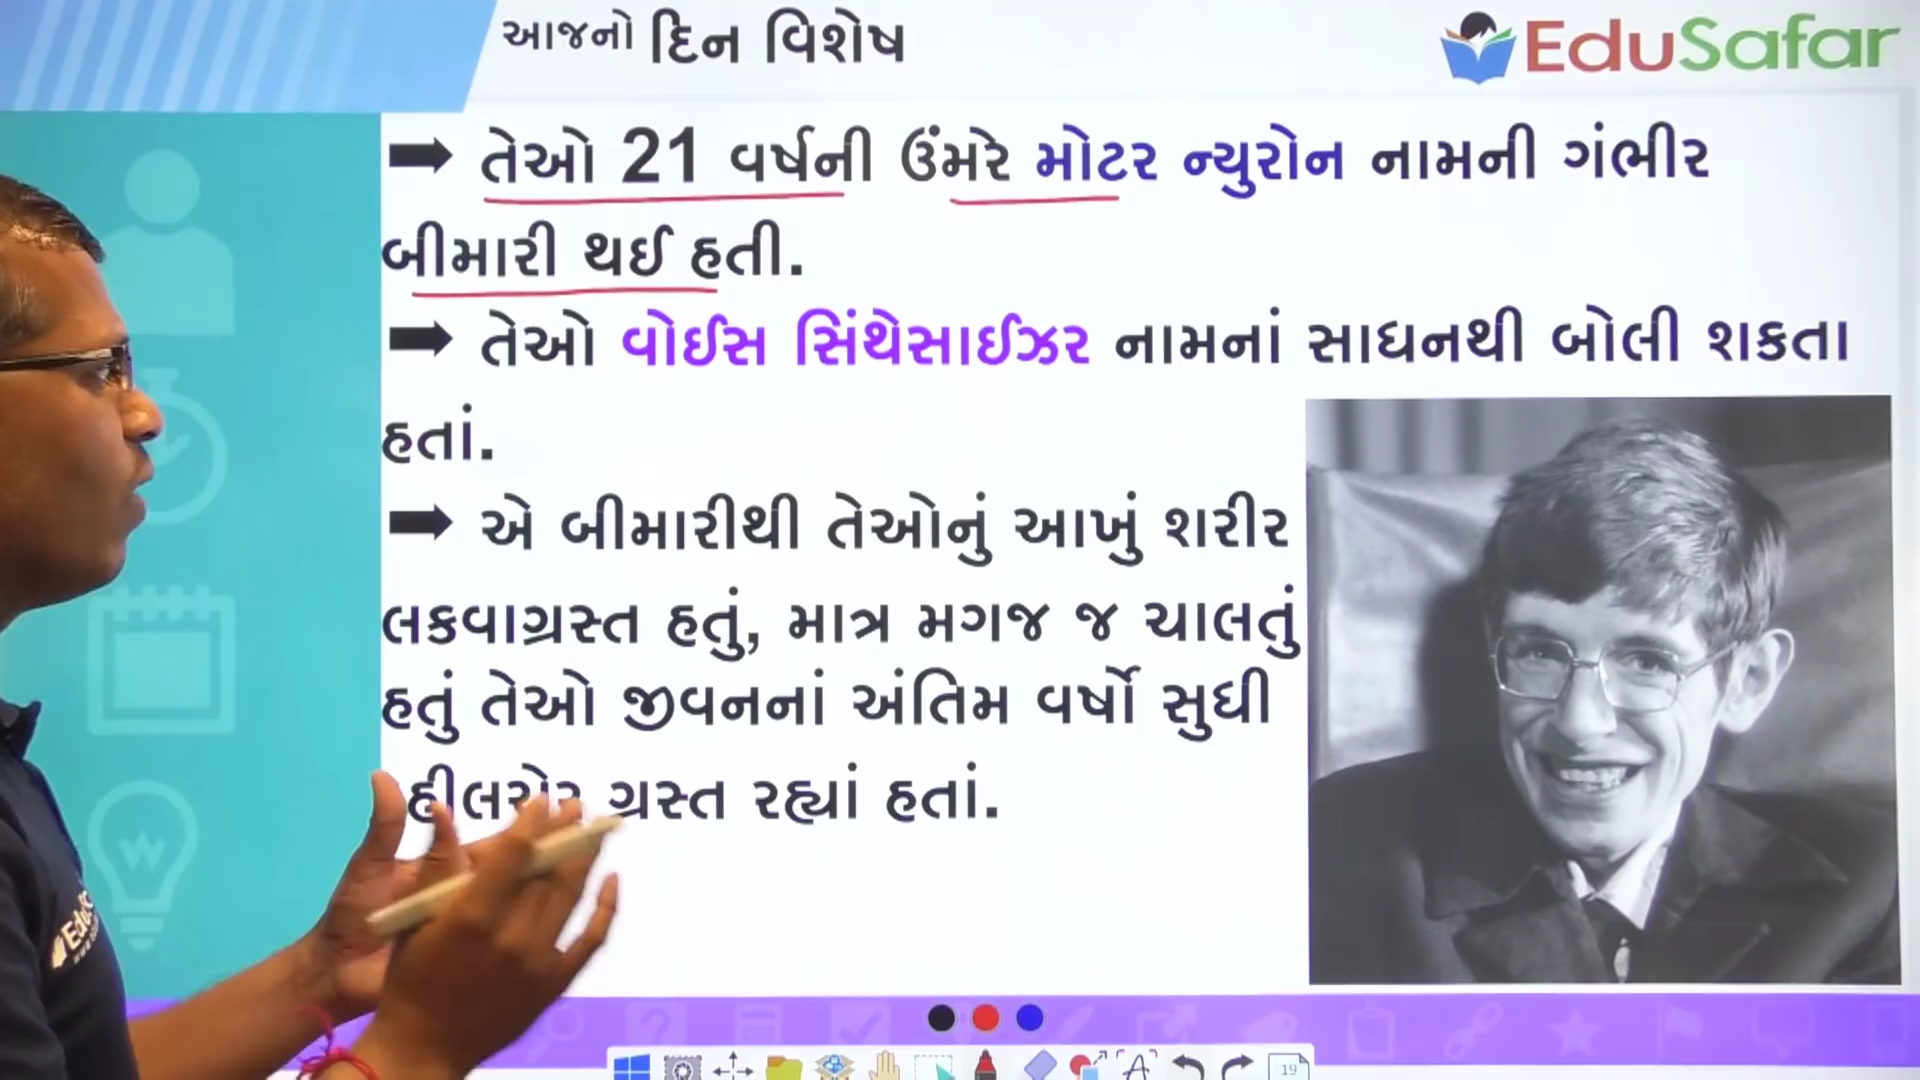 આજનો દિન વિશેષ
EduSafar
➡ તેઓ 21 વર્ષની ઉંમરે મોટર ન્યુરોન નામની ગંભીર
બીમારી થઈ હતી.
➡ તેઓ વોઈસ સિંથેસાઈઝર નામનાં સાધનથી બોલી શકતા
હતાં.
➡ એ બીમારીથી તેઓનું આખું શરીર
લકવાગ્રસ્ત હતું, માત્ર મગજ જ ચાલતું
હતું તેઓ જીવનનાં અંતિમ વર્ષો સુધી
ગ્રસ્ત રહ્યાં હતાં.
19